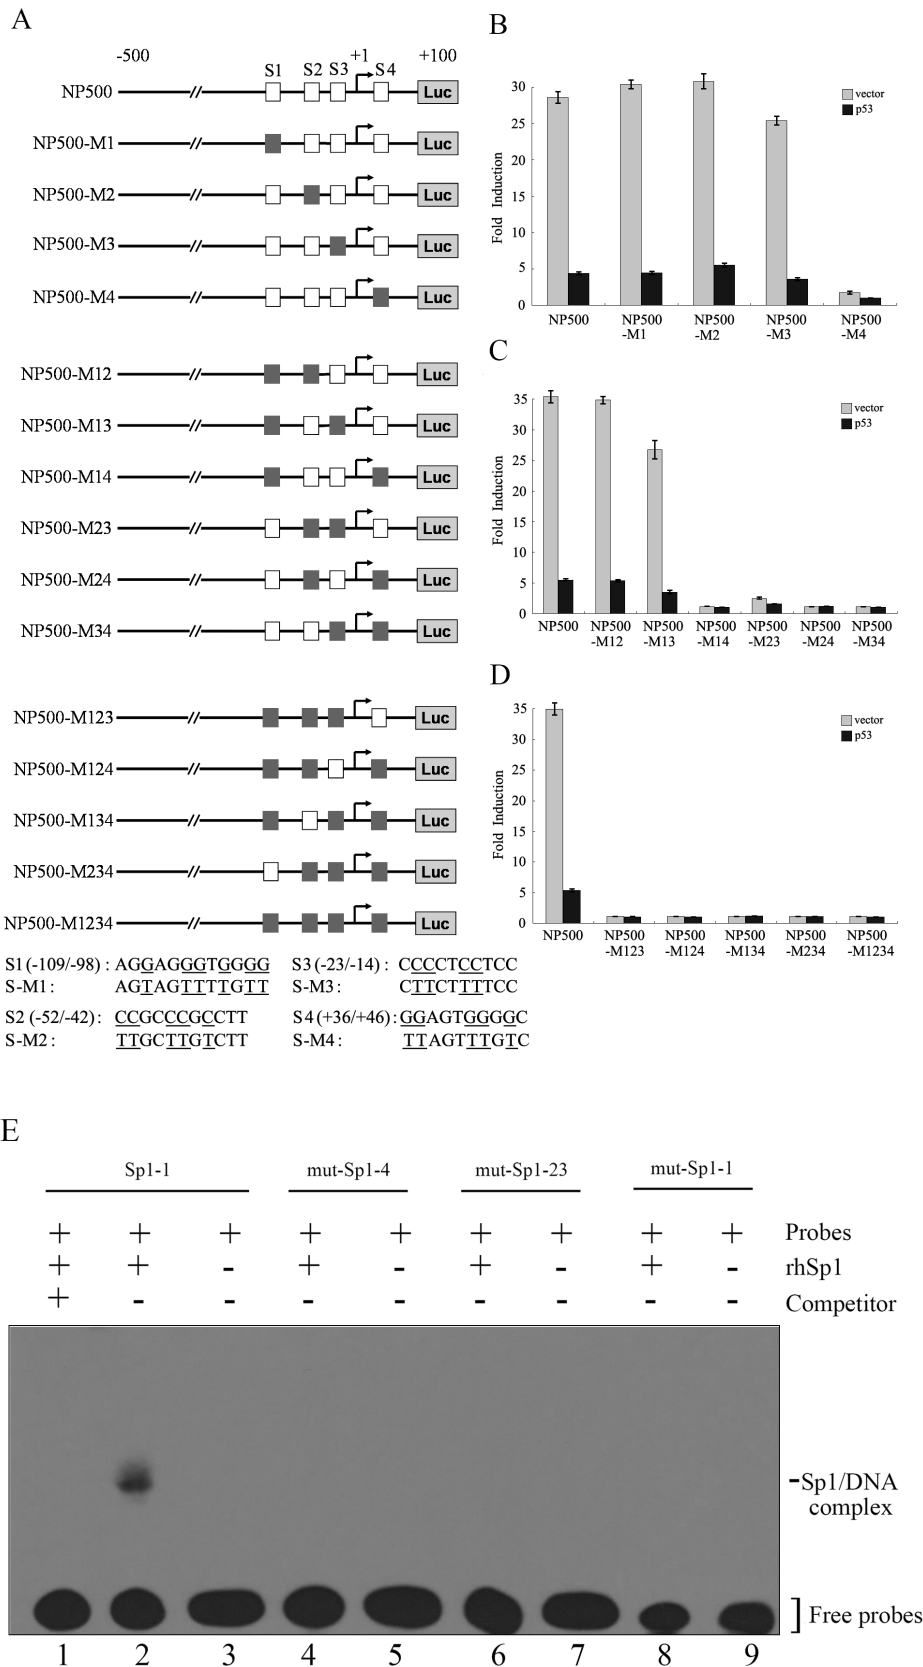 A
-500 +1 +100
S1 S2 S3 S4
NP500 Luc
NP500-M1 Luc
NP500-M2 Luc
NP500-M3 Luc
NP500-M4 Luc
NP500-M12 Luc
NP500-M13 Luc
NP500-M14 Luc
NP500-M23 Luc
NP500-M24 Luc
NP500-M34 Luc
NP500-M123 Luc
NP500-M124 Luc
NP500-M134 Luc
NP500-M234 Luc
NP500-M1234 Luc
S1 (-109/-98) : AGGAGGGTGGGG
S-M1 : AGTAGTTTTGTT
S2 (-52/-42): CCGCCCGCCTT
S-M2 : TTGCTTGTCTT
S3 (-23/-14) : CCCCTCCTCC
S-M3 : CTTCTTTTCC
S4 (+36/+46): GGAGTGGGGC
S-M4 : TTAGTTTGTC
B
Fold Induction
30
25
20
15
10
5
0
vector
p53
NP500 NP500 NP500 NP500 NP500
-M1 -M2 -M3 -M4
C
Fold Induction
35
30
25
20
15
10
5
0
vector
p53
NP500 NP500 NP500 NP500 NP500 NP500 NP500
-M12 -M13 -M14 -M23 -M24 -M34
D
Fold Induction
35
30
25
20
15
10
5
0
vector
p53
NP500 NP500 NP500 NP500 NP500 NP500
-M123 -M124 -M134 -M234 -M1234
E
Sp1-1 mut-Sp1-4 mut-Sp1-23 mut-Sp1-1
+ + + + + + + + + Probes
+ + - + - + - + - rhSp1
+ - - - - - - - - Competitor
-Sp1/DNA
complex
] Free probes
1 2 3 4 5 6 7 8 9